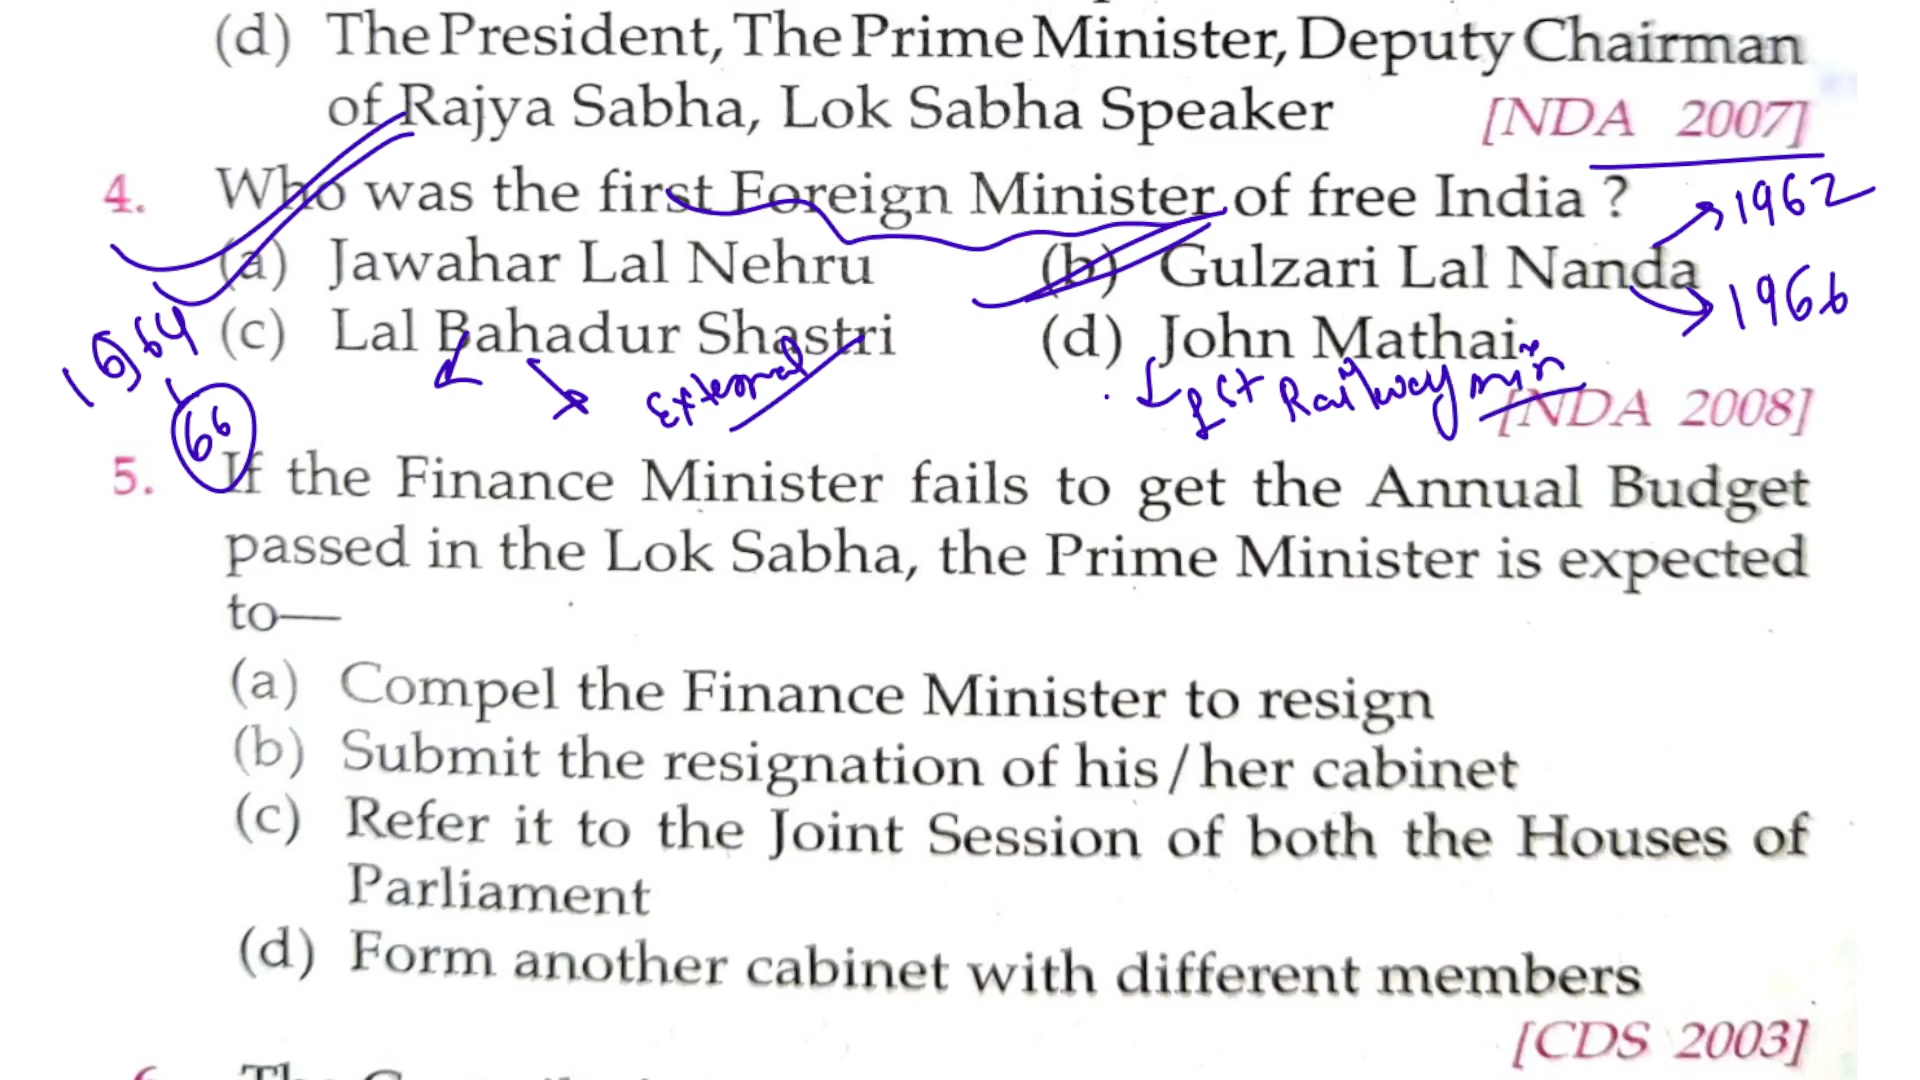 (d) The President, The Prime Minister, Deputy Chairman
of Rajya Sabha, Lok Sabha Speaker [NDA 2007]
4. Who was the first Foreign Minister of free India ?
1962
(a) Jawahar Lal Nehru (b) Gulzari Lal Nanda
1966
1964
(c) Lal Bahadur Shastri (d) John Mathai
External
Railway min
66
[NDA 2008]
5. If the Finance Minister fails to get the Annual Budget
passed in the Lok Sabha, the Prime Minister is expected
to—
(a) Compel the Finance Minister to resign
(b) Submit the resignation of his/her cabinet
(c) Refer it to the Joint Session of both the Houses of
Parliament
(d) Form another cabinet with different members
[CDS 2003]